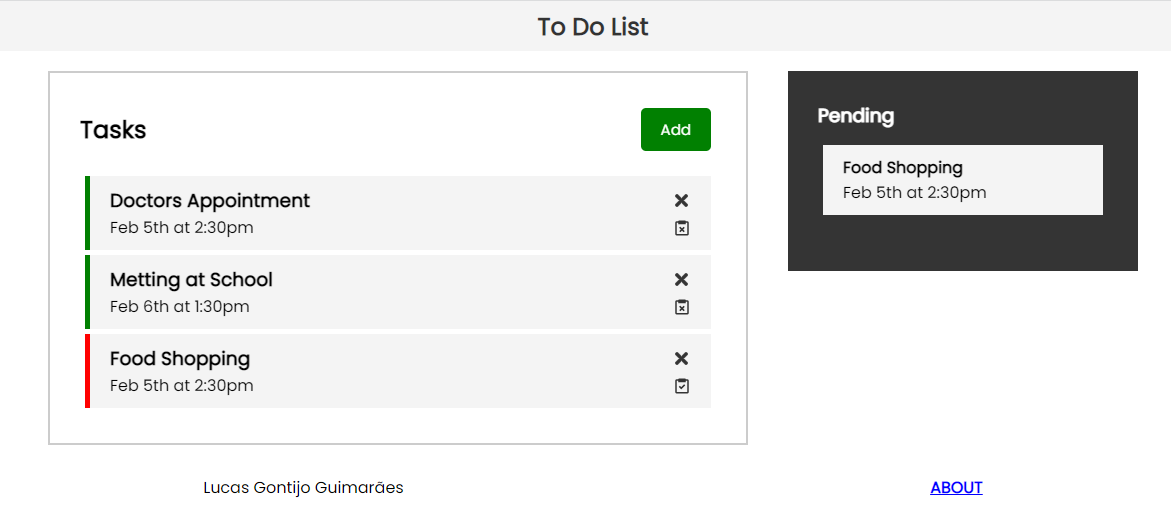 To Do List
Tasks
Add
Doctors Appointment
Feb 5th at 2:30pm
Metting at School
Feb 6th at 1:30pm
Food Shopping
Feb 5th at 2:30pm
Pending
Food Shopping
Feb 5th at 2:30pm
Lucas Gontijo Guimarães
ABOUT